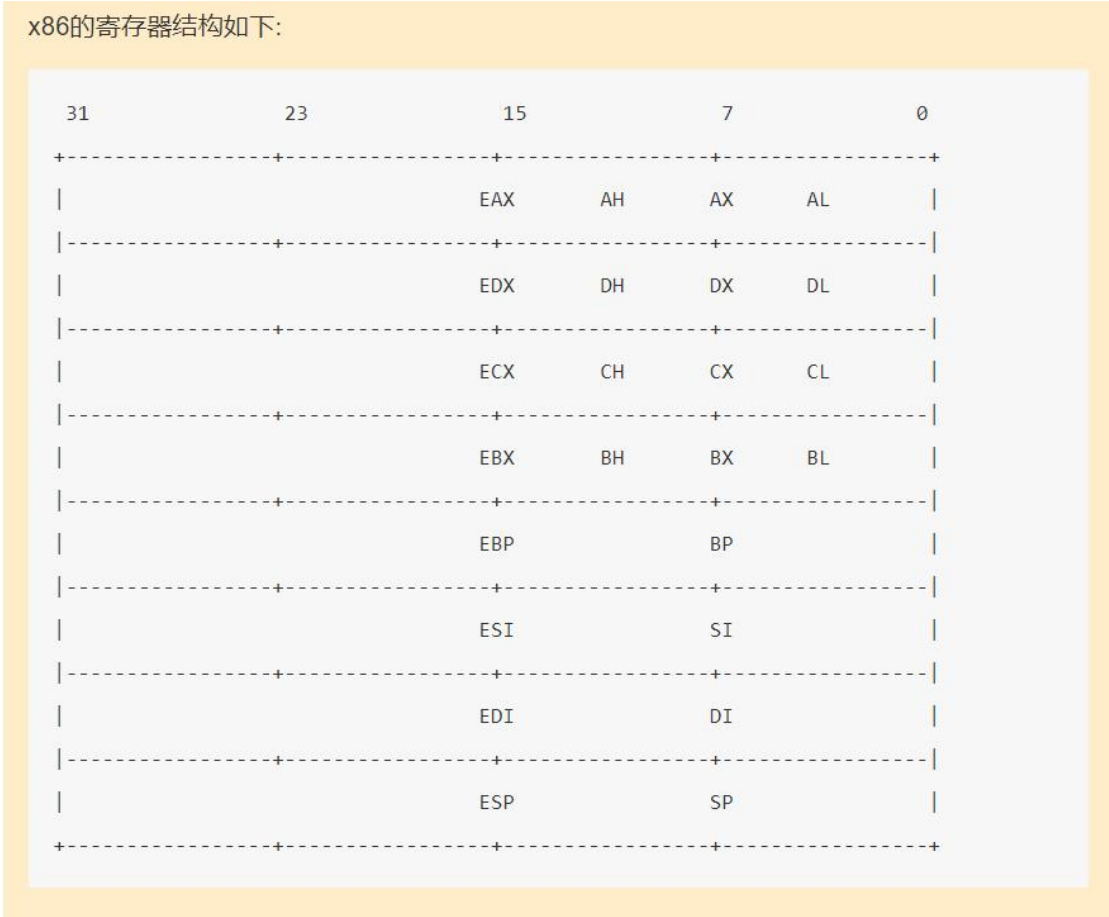 x86的寄存器结构如下:
31                23                15               7               0
+-----------------+-----------------+-----------------+-----------------+
|                                  EAX       AH       AX      AL        |
|-----------------+-----------------+-----------------+-----------------|
|                                  EDX       DH       DX      DL        |
|-----------------+-----------------+-----------------+-----------------|
|                                  ECX       CH       CX      CL        |
|-----------------+-----------------+-----------------+-----------------|
|                                  EBX       BH       BX      BL        |
|-----------------+-----------------+-----------------+-----------------|
|                                  EBP                BP                |
|-----------------+-----------------+-----------------+-----------------|
|                                  ESI                SI                |
|-----------------+-----------------+-----------------+-----------------|
|                                  EDI                DI                |
|-----------------+-----------------+-----------------+-----------------|
|                                  ESP                SP                |
+-----------------+-----------------+-----------------+-----------------+